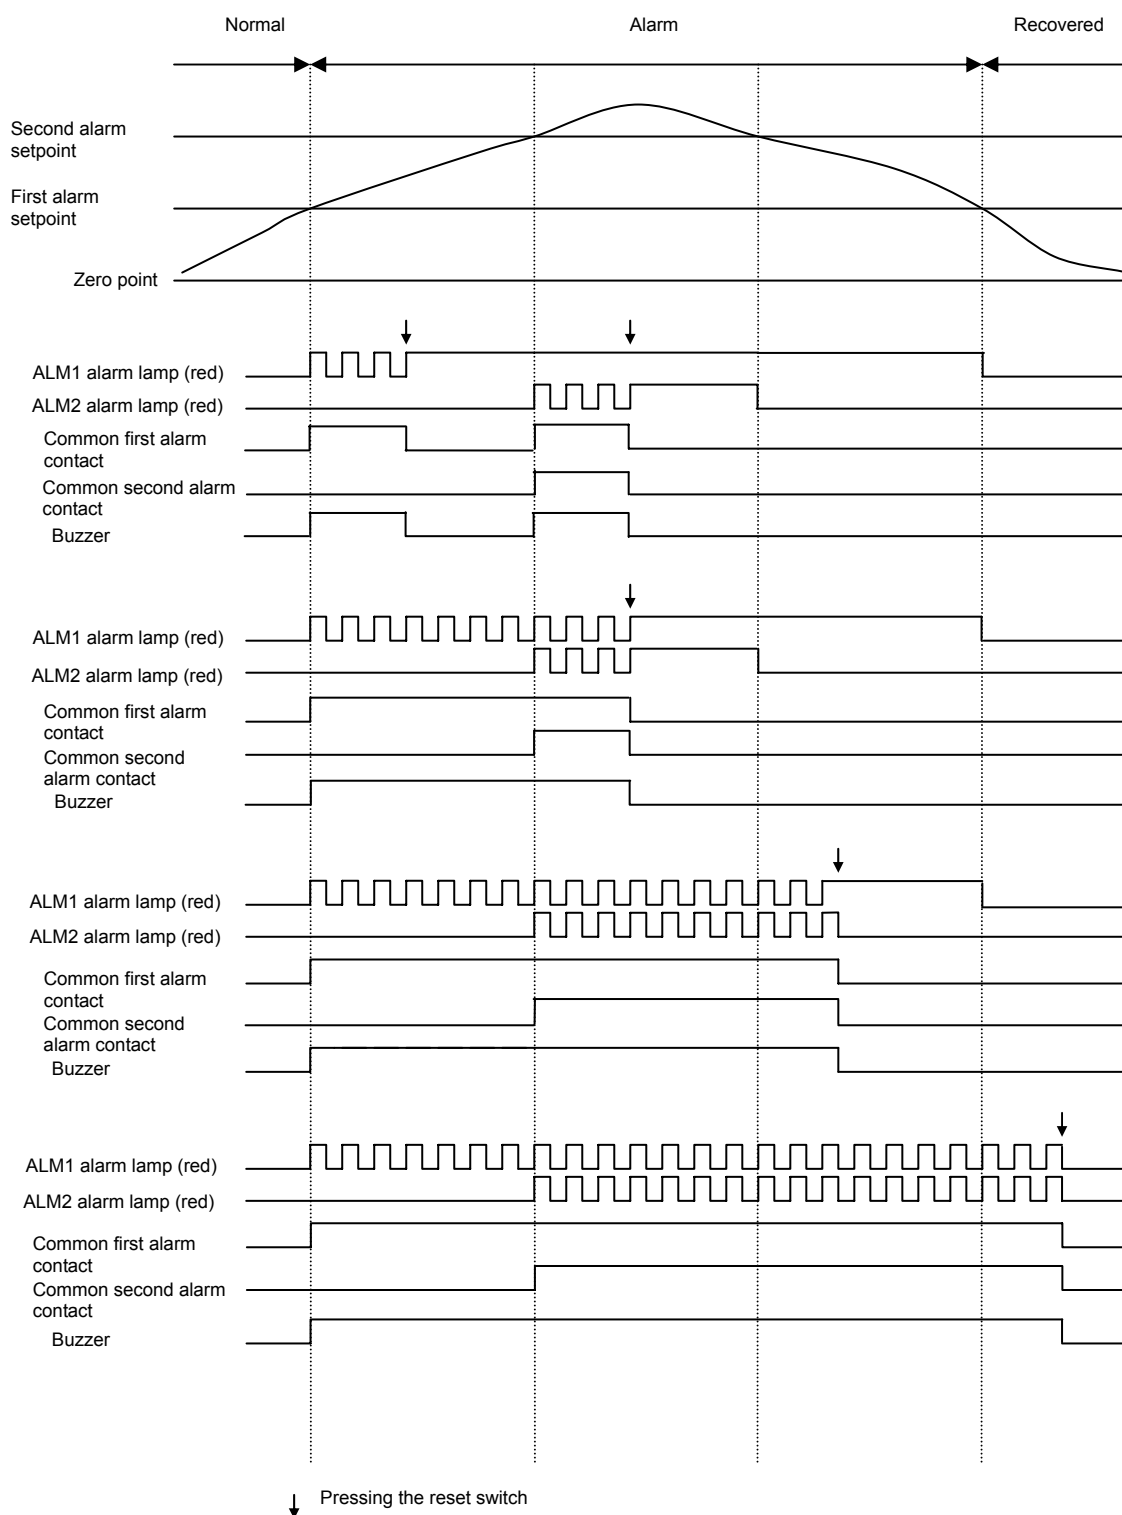 Normal
Alarm
Recovered
Second alarm
setpoint
First alarm
setpoint
Zero point
ALM1 alarm lamp (red)
ALM2 alarm lamp (red)
Common first alarm
contact
Common second alarm
contact
Buzzer
ALM1 alarm lamp (red)
ALM2 alarm lamp (red)
Common first alarm
contact
Common second
alarm contact
Buzzer
ALM1 alarm lamp (red)
ALM2 alarm lamp (red)
Common first alarm
contact
Common second
alarm contact
Buzzer
ALM1 alarm lamp (red)
ALM2 alarm lamp (red)
Common first alarm
contact
Common second alarm
contact
Buzzer
Pressing the reset switch